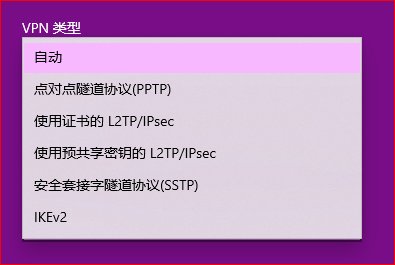 VPN 类型
自动
点对点隧道协议(PPTP)
使用证书的 L2TP/IPsec
使用预共享密钥的 L2TP/IPsec
安全套接字隧道协议(SSTP)
IKEv2